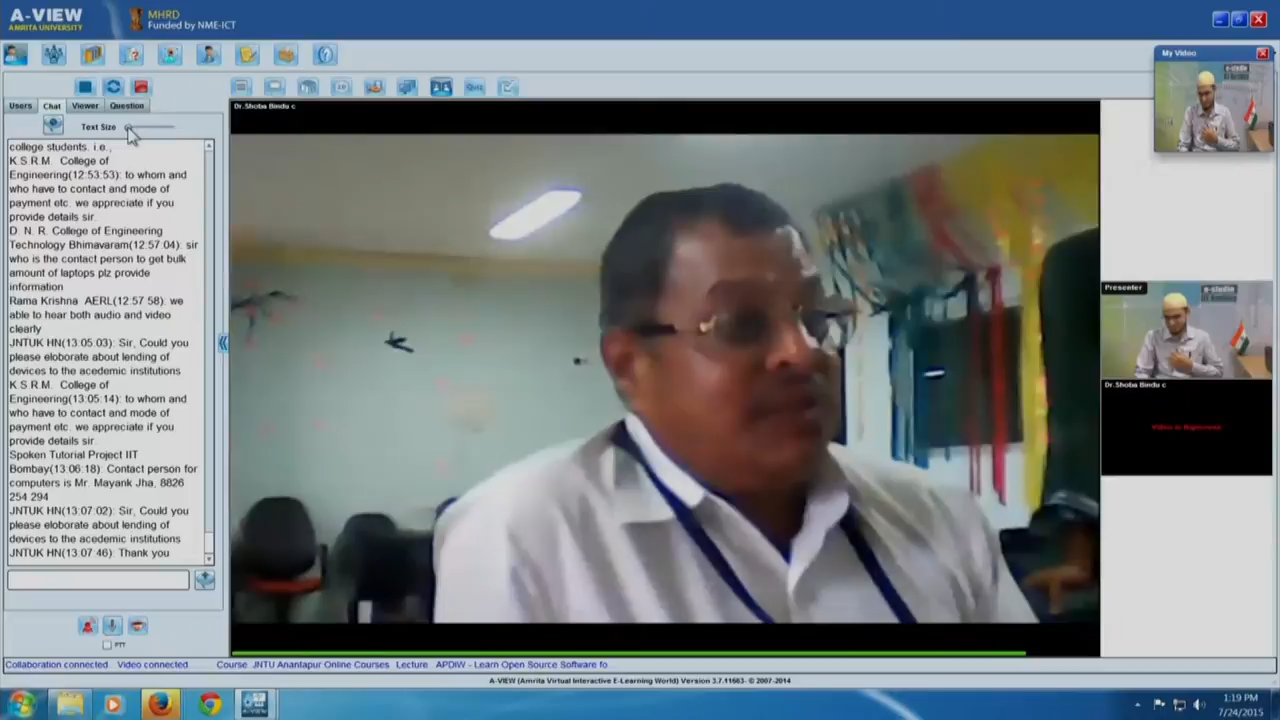 A-VIEW
AMRITA UNIVERSITY
MHRD
Funded by NME-ICT
My Video
e-studio
Users
Chat
Viewer
Question
Text Size
college students. i.e.,
K S R M College of
Engineering(12:53:53): to whom and
who have to contact and mode of
payment etc. we appreciate if you
provide details sir.
D. N. R. College of Engineering
Technology Bhimavaram(12:57:04): sir
who is the contact person to get bulk
amount of laptops plz provide
information
Rama Krishna AERL(12:57:58): we
able to hear both audio and video
clearly
JNTUK HN(13:05:03): Sir, Could you
please eloborate about lending of
devices to the acedemic institutions
K S R M College of
Engineering(13:05:14): to whom and
who have to contact and mode of
payment etc. we appreciate if you
provide details sir.
Spoken Tutorial Project IIT
Bombay(13:06:18): Contact person for
computers is Mr. Mayank Jha, 8826
254 294
JNTUK HN(13:07:02): Sir, Could you
please eloborate about lending of
devices to the acedemic institutions
JNTUK HN(13:07:46): Thank you
PTT
Dr.Shoba Bindu c
Quiz
Presenter
e-studio
Dr.Shoba Bindu c
Collaboration connected Video connected Course JNTU Anantapur Online Courses Lecture APDIW - Learn Open Source Software fo
A-VIEW (Amrita Virtual Interactive E-Learning World) Version 3.7.11663- © 2007-2014
1:19 PM
7/24/2015